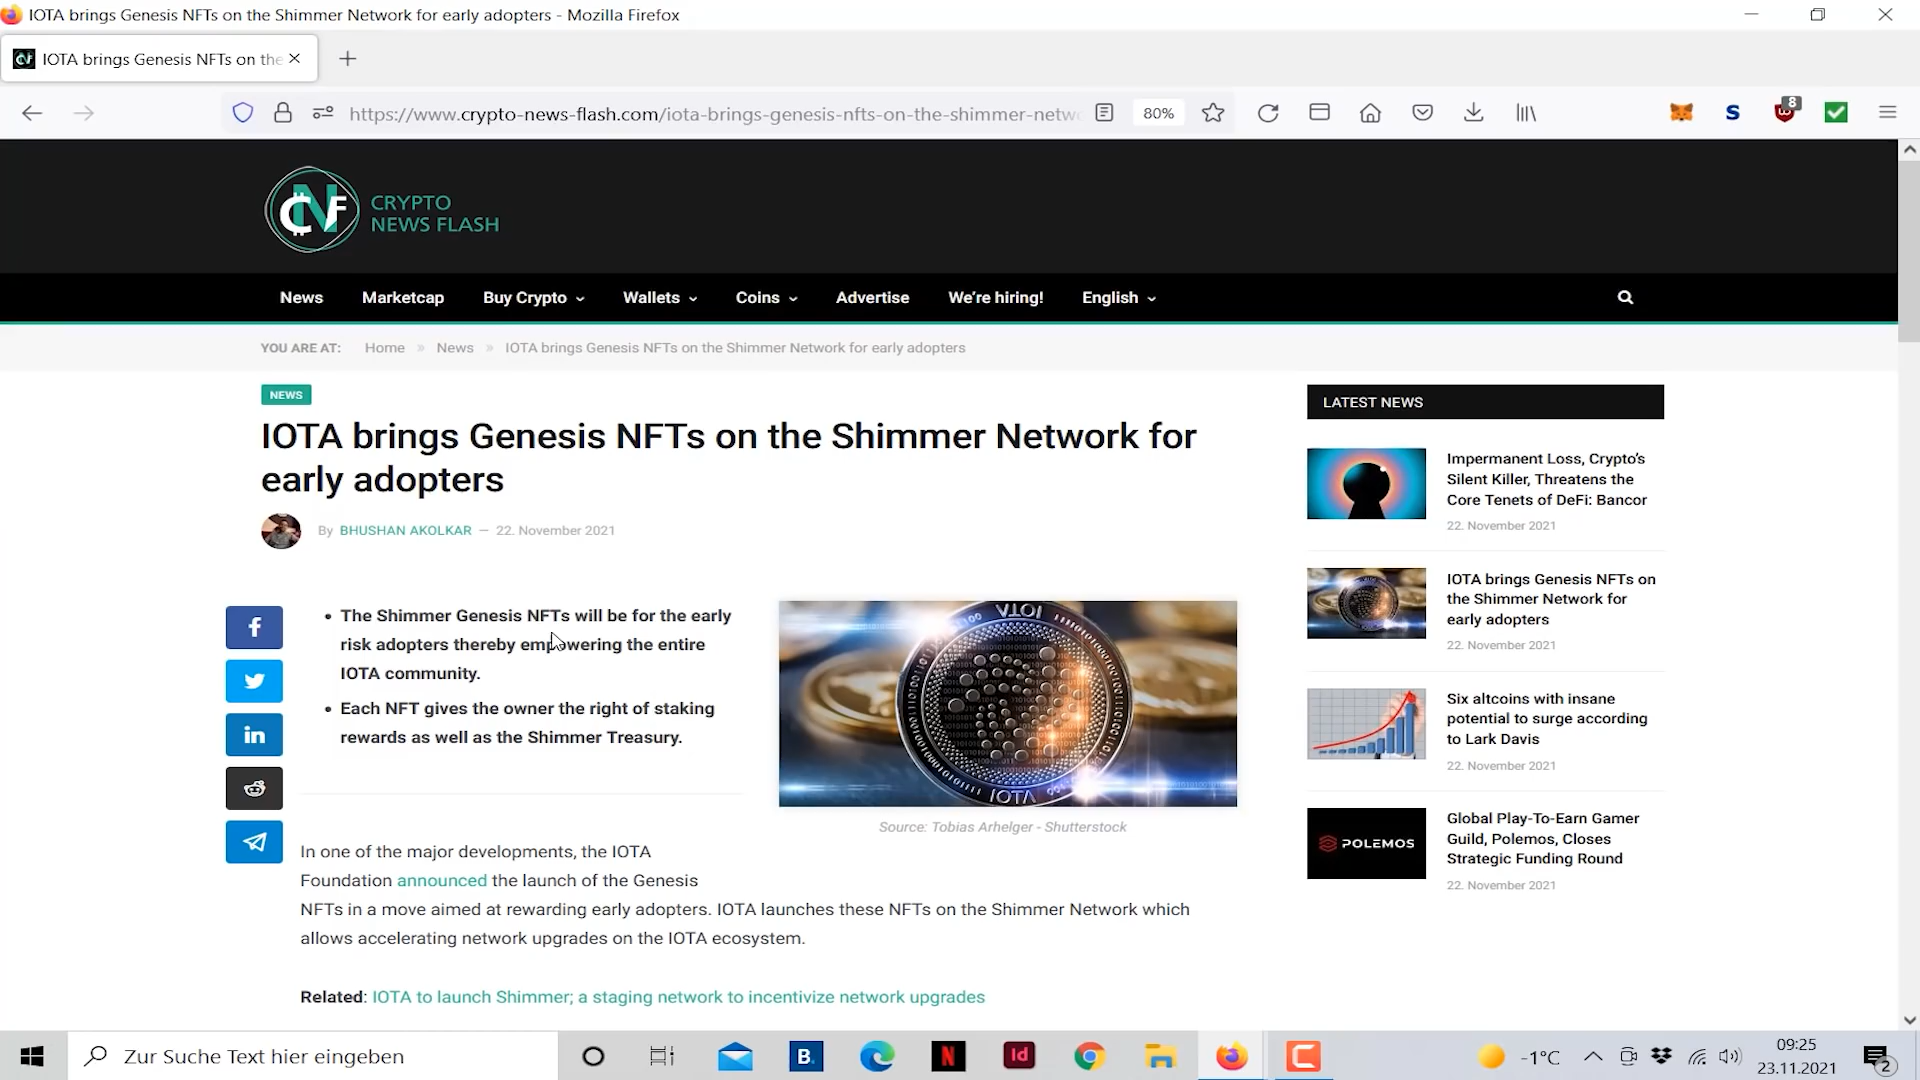 IOTA brings Genesis NFTs on the Shimmer Network for early adopters - Mozilla Firefox
IOTA brings Genesis NFTs on the
https://www.crypto-news-flash.com/iota-brings-genesis-nfts-on-the-shimmer-netw
80%
S
8
CNF
CRYPTO
NEWS FLASH
News
Marketcap
Buy Crypto
Wallets
Coins
Advertise
We're hiring!
English
YOU ARE AT: Home » News » IOTA brings Genesis NFTs on the Shimmer Network for early adopters
NEWS
IOTA brings Genesis NFTs on the Shimmer Network for
early adopters
By BHUSHAN AKOLKAR — 22. November 2021
• The Shimmer Genesis NFTs will be for the early
risk adopters thereby empowering the entire
IOTA community.
• Each NFT gives the owner the right of staking
rewards as well as the Shimmer Treasury.
IOTA
IOTA
Source: Tobias Arhelger - Shutterstock
In one of the major developments, the IOTA
Foundation announced the launch of the Genesis
NFTs in a move aimed at rewarding early adopters. IOTA launches these NFTs on the Shimmer Network which
allows accelerating network upgrades on the IOTA ecosystem.
Related: IOTA to launch Shimmer; a staging network to incentivize network upgrades
LATEST NEWS
Impermanent Loss, Crypto's
Silent Killer, Threatens the
Core Tenets of DeFi: Bancor
22. November 2021
IOTA brings Genesis NFTs on
the Shimmer Network for
early adopters
22. November 2021
Six altcoins with insane
potential to surge according
to Lark Davis
22. November 2021
POLEMOS
Global Play-To-Earn Gamer
Guild, Polemos, Closes
Strategic Funding Round
22. November 2021
Zur Suche Text hier eingeben
B.
N
Id
-1°C
09:25
23.11.2021
2